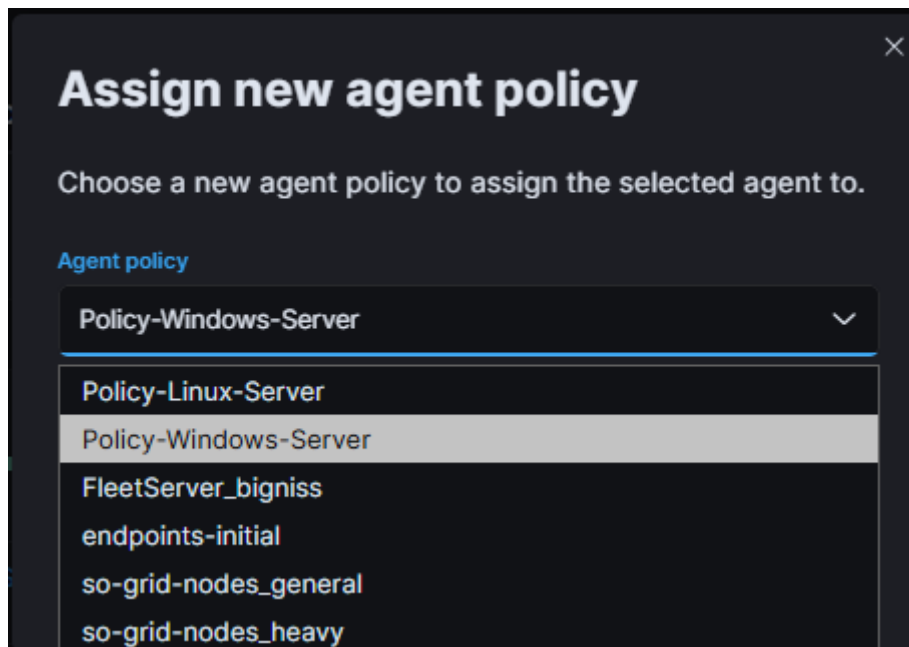 Assign new agent policy
Choose a new agent policy to assign the selected agent to.
Agent policy
Policy-Windows-Server
Policy-Linux-Server
Policy-Windows-Server
FleetServer_bigniss
endpoints-initial
so-grid-nodes_general
so-grid-nodes_heavy